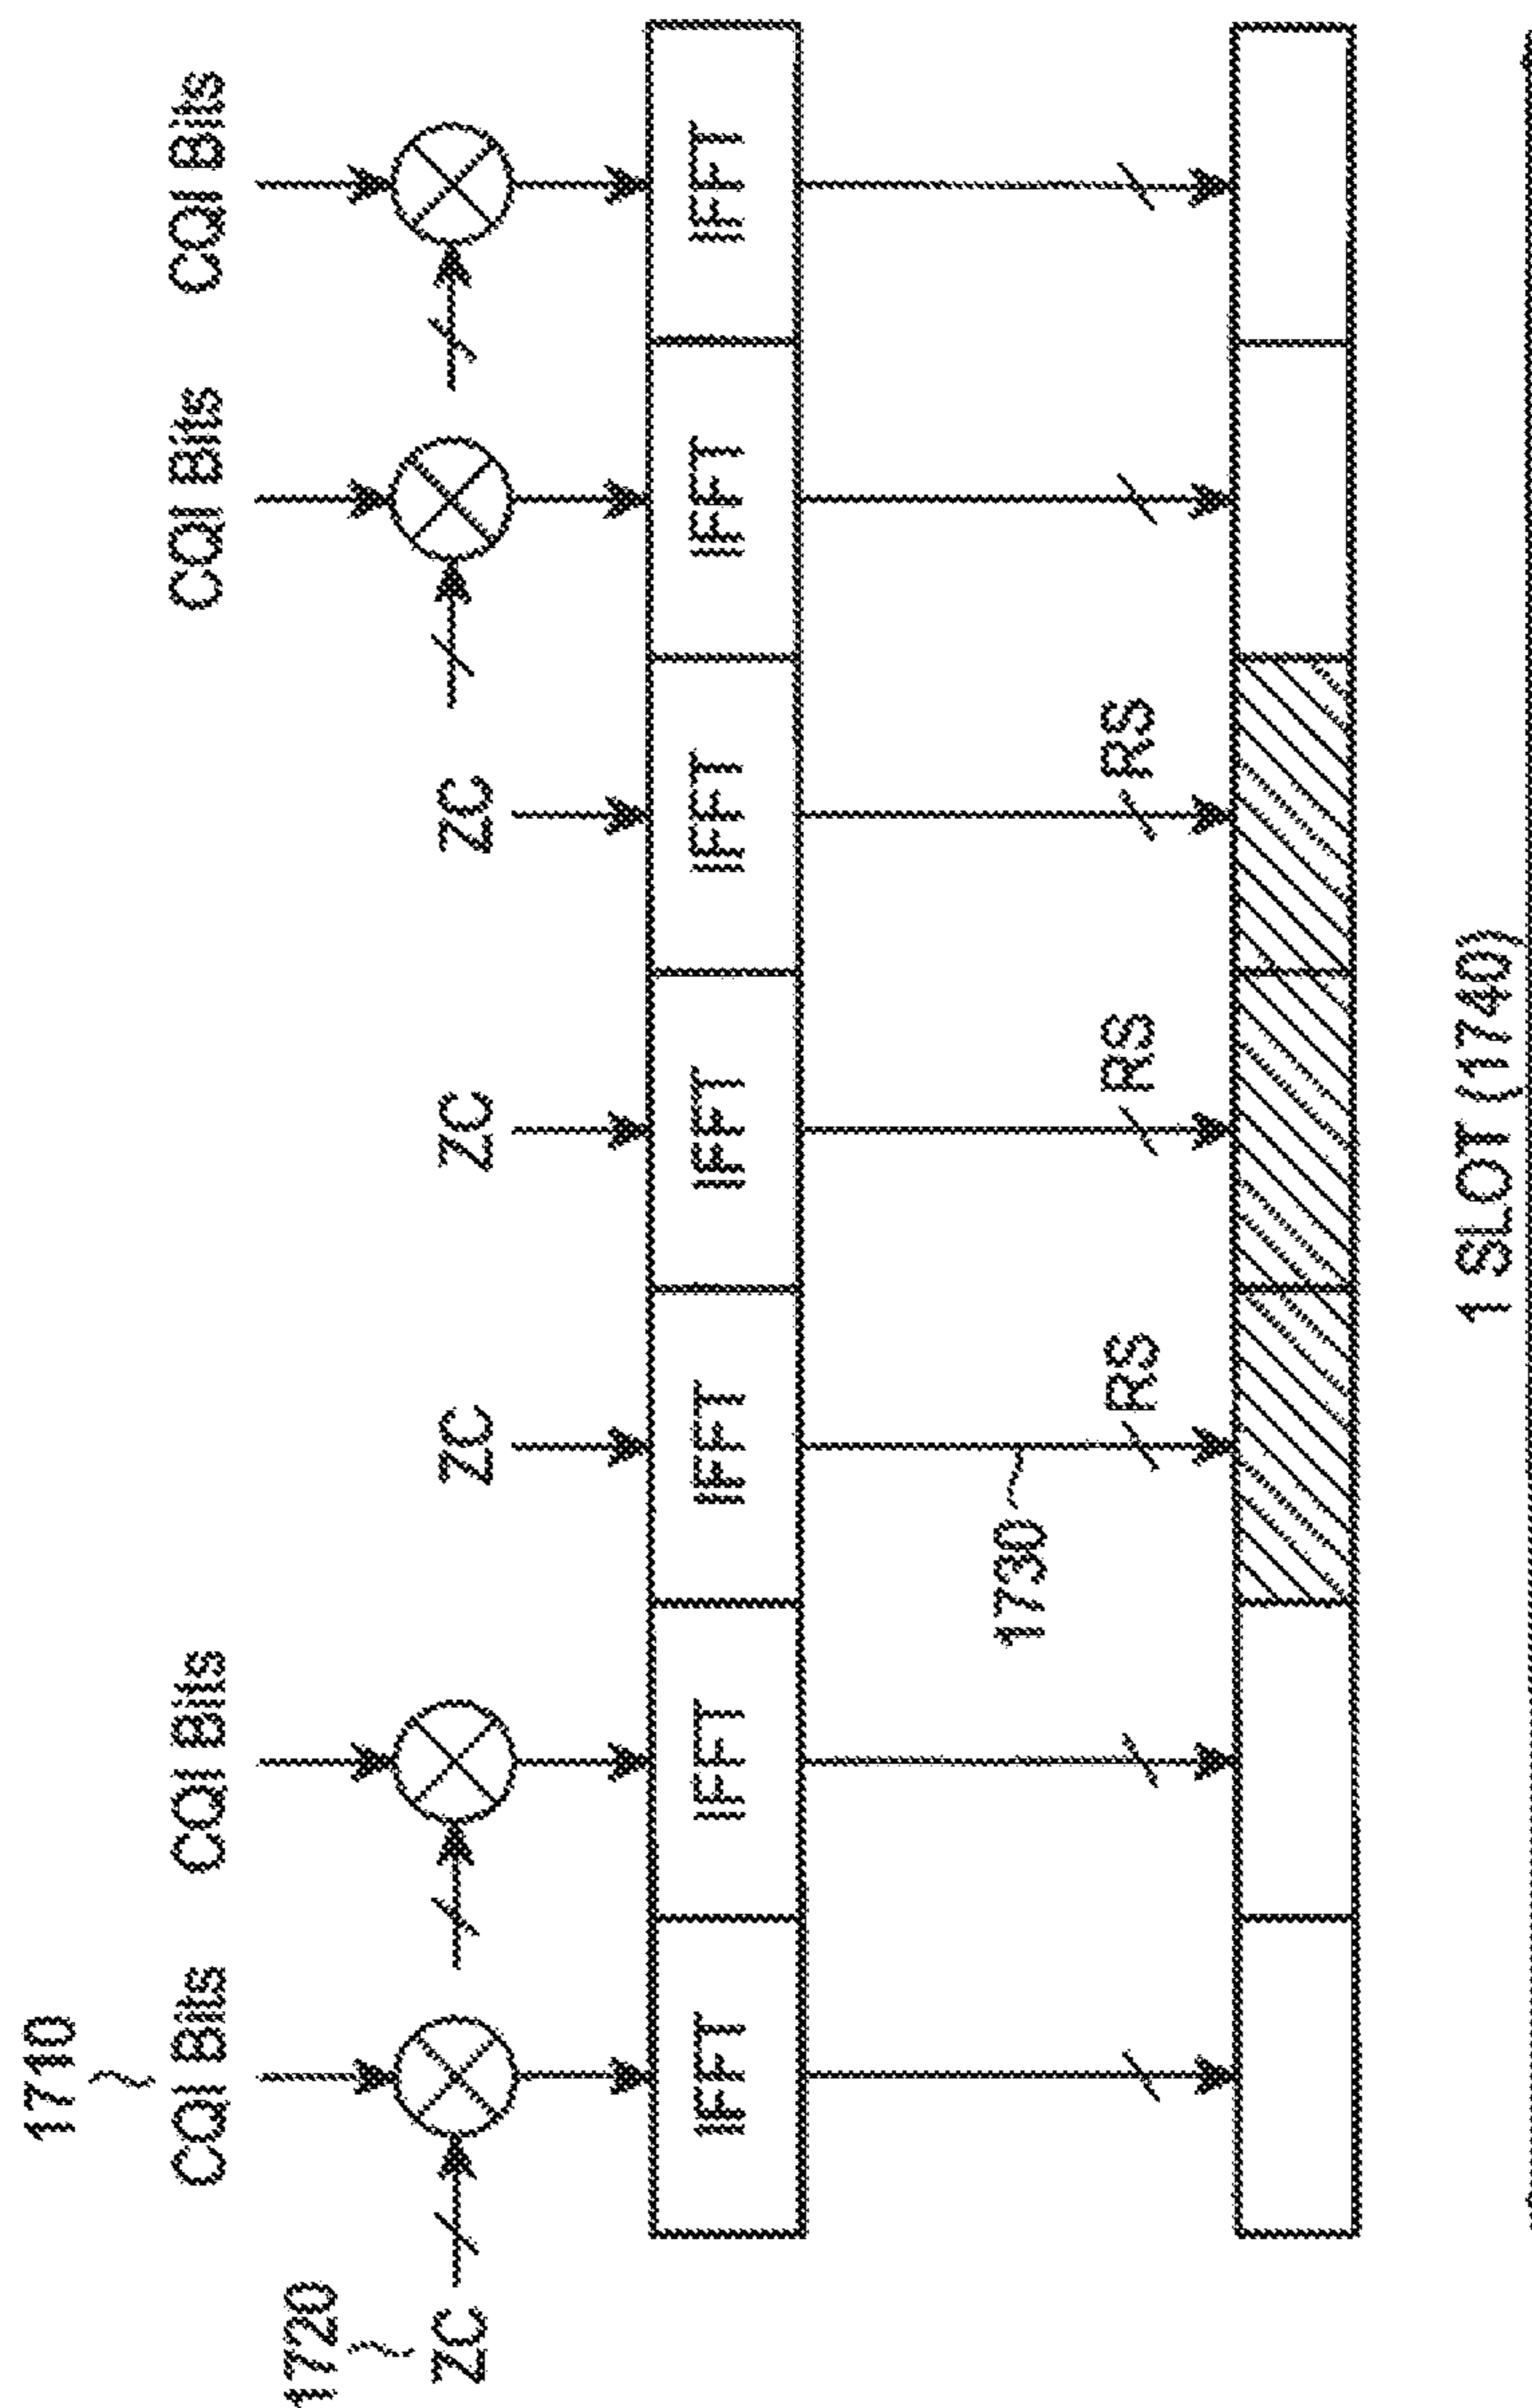 1710
CQI Bits CQI Bits CQI Bits CQI Bits
1720
ZC ZC ZC ZC
IFFT IFFT IFFT IFFT IFFT IFFT IFFT
1730
RS RS RS
1 SLOT (1740)